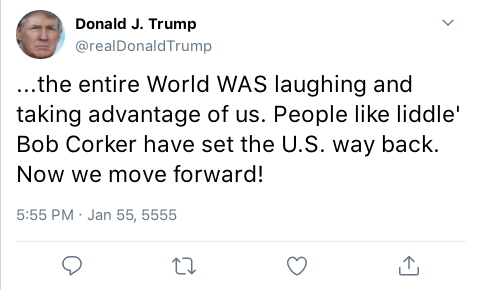 Donald J. Trump
@realDonaldTrump
...the entire World WAS laughing and
taking advantage of us. People like liddle'
Bob Corker have set the U.S. way back.
Now we move forward!
5:55 PM · Jan 55, 5555